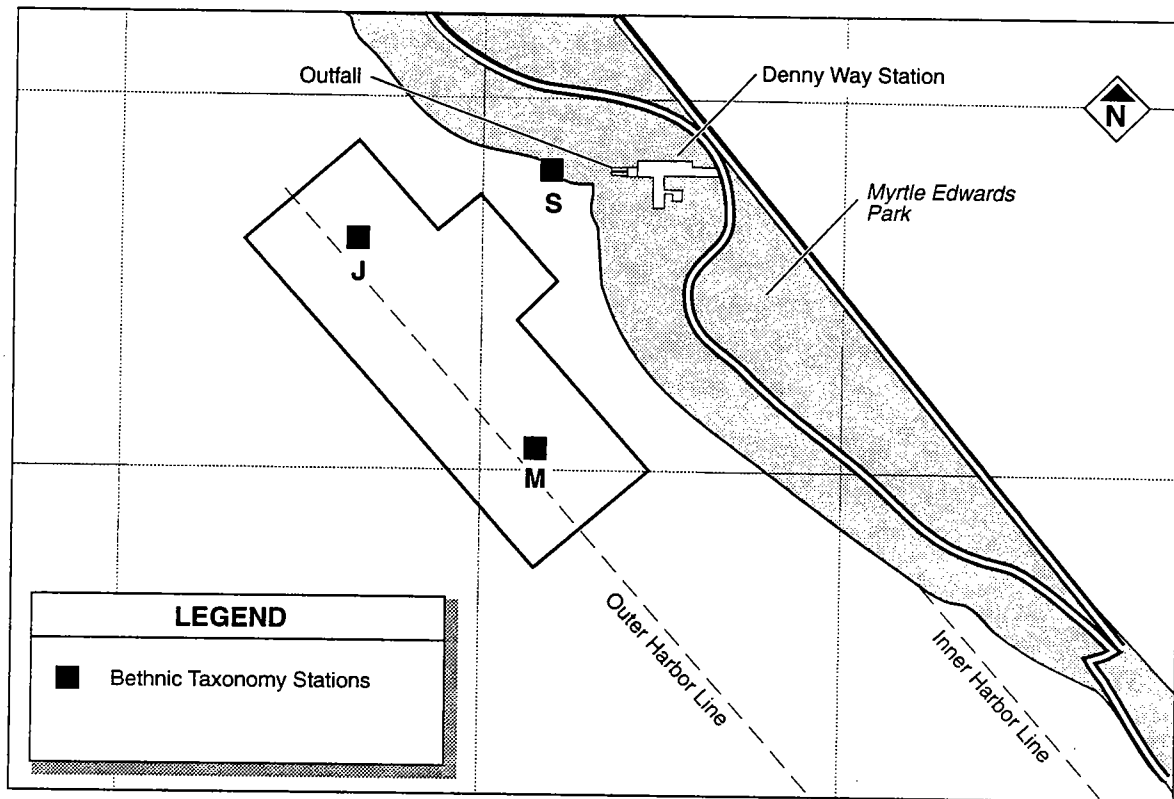 Outfall
Denny Way Station
N
S
Myrtle Edwards
Park
J
M
Outer Harbor Line
Inner Harbor Line
LEGEND
Bethnic Taxonomy Stations